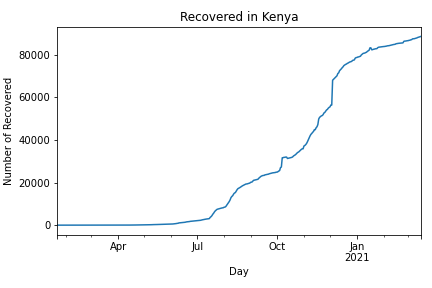 Recovered in Kenya
Number of Recovered
80000
60000
40000
20000
0
Apr Jul Oct Jan
2021
Day